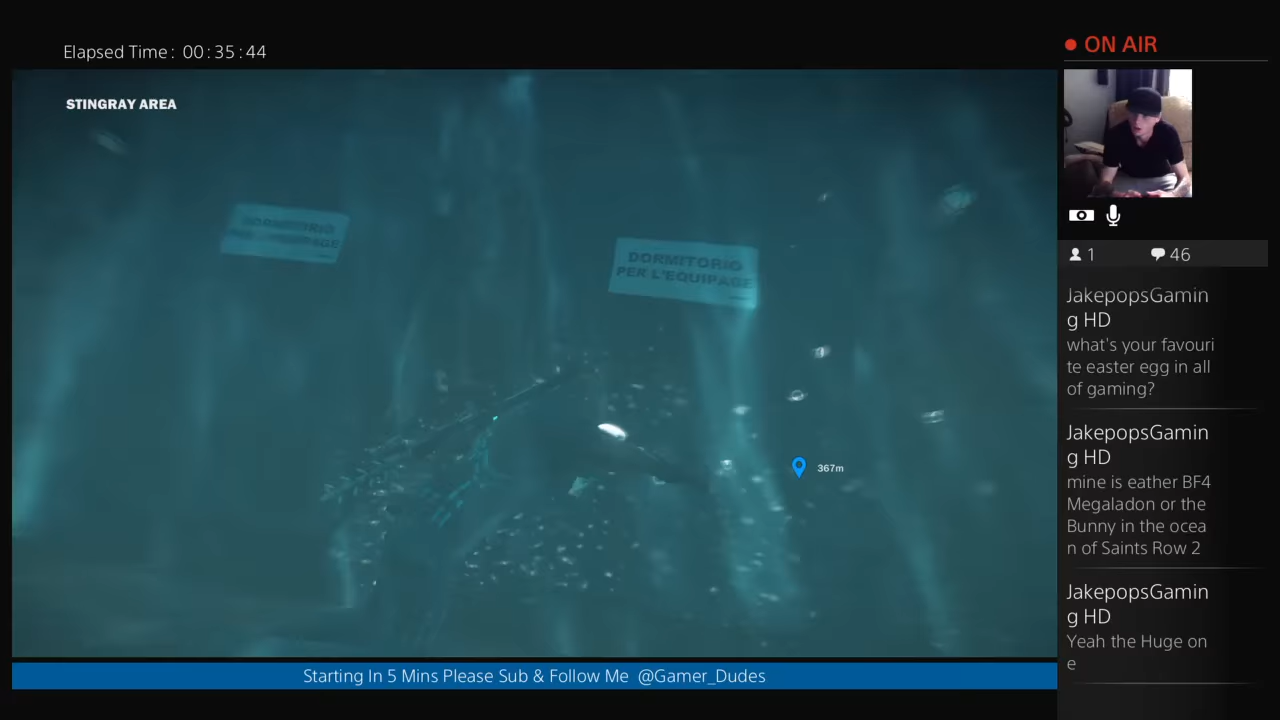 Elapsed Time: 00:35:44
ON AIR
STINGRAY AREA
DORMITORIO
PER L'EQUIPAGE
DORMITORIO
PER L'EQUIPAGE
367m
1
46
JakepopsGamin
g HD
what's your favouri
te easter egg in all
of gaming?
JakepopsGamin
g HD
mine is eather BF4
Megaladon or the
Bunny in the ocea
n of Saints Row 2
JakepopsGamin
g HD
Yeah the Huge on
e
Starting In 5 Mins Please Sub & Follow Me @Gamer_Dudes